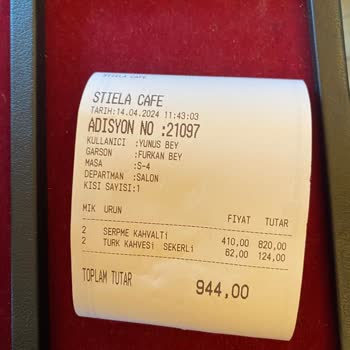 STIELA CAFE
STIELA CAFE
TARİH:14.04.2024 11:43:03
ADISYON NO :21097
KULLANICI :YUNUS BEY
GARSON :FURKAN BEY
MASA :S-4
DEPARTMAN :SALON
KISI SAYISI:1
MIK URUN FIYAT TUTAR
2 SERPME KAHVALTi 410,00 820,00
2 TURK KAHVESi SEKERLi 62,00 124,00
TOPLAM TUTAR 944,00